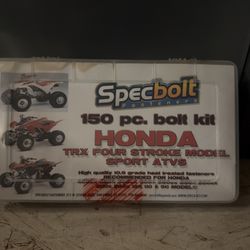 Specbolt
Fasteners
150 pc. bolt kit
HONDA
TRX FOUR STROKE MODEL
SPORT ATVS
High quality 10.9 grade heat treated fasteners
RECOMMENDED FOR HONDA